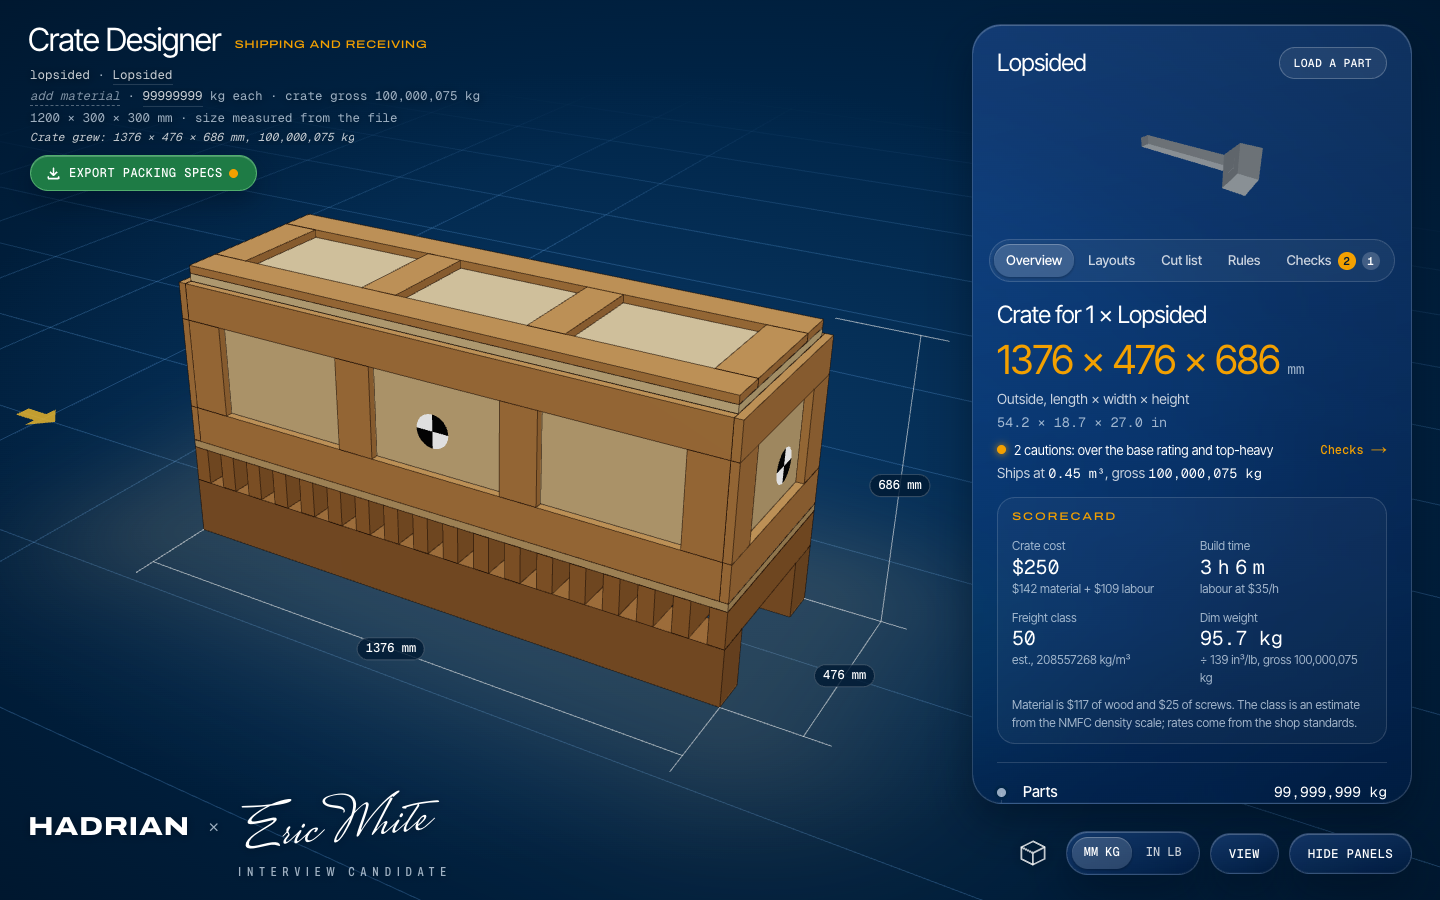 Crate Designer SHIPPING AND RECEIVING
lopsided · Lopsided
add material · 99999999 kg each · crate gross 100,000,075 kg
1200 × 300 × 300 mm · size measured from the file
Crate grew: 1376 × 476 × 686 mm, 100,000,075 kg
EXPORT PACKING SPECS
686 mm
1376 mm
476 mm
HADRIAN × Eric White
INTERVIEW CANDIDATE
Lopsided
LOAD A PART
Overview Layouts Cut list Rules Checks 2 1
Crate for 1 × Lopsided
1376 × 476 × 686 mm
Outside, length × width × height
54.2 × 18.7 × 27.0 in
2 cautions: over the base rating and top-heavy Checks →
Ships at 0.45 m³, gross 100,000,075 kg
SCORECARD
Crate cost
$250
$142 material + $109 labour
Build time
3 h 6 m
labour at $35/h
Freight class
50
est., 208557268 kg/m³
Dim weight
95.7 kg
÷ 139 in³/lb, gross 100,000,075
kg
Material is $117 of wood and $25 of screws. The class is an estimate
from the NMFC density scale; rates come from the shop standards.
Parts 99,999,999 kg
MM KG IN LB VIEW HIDE PANELS